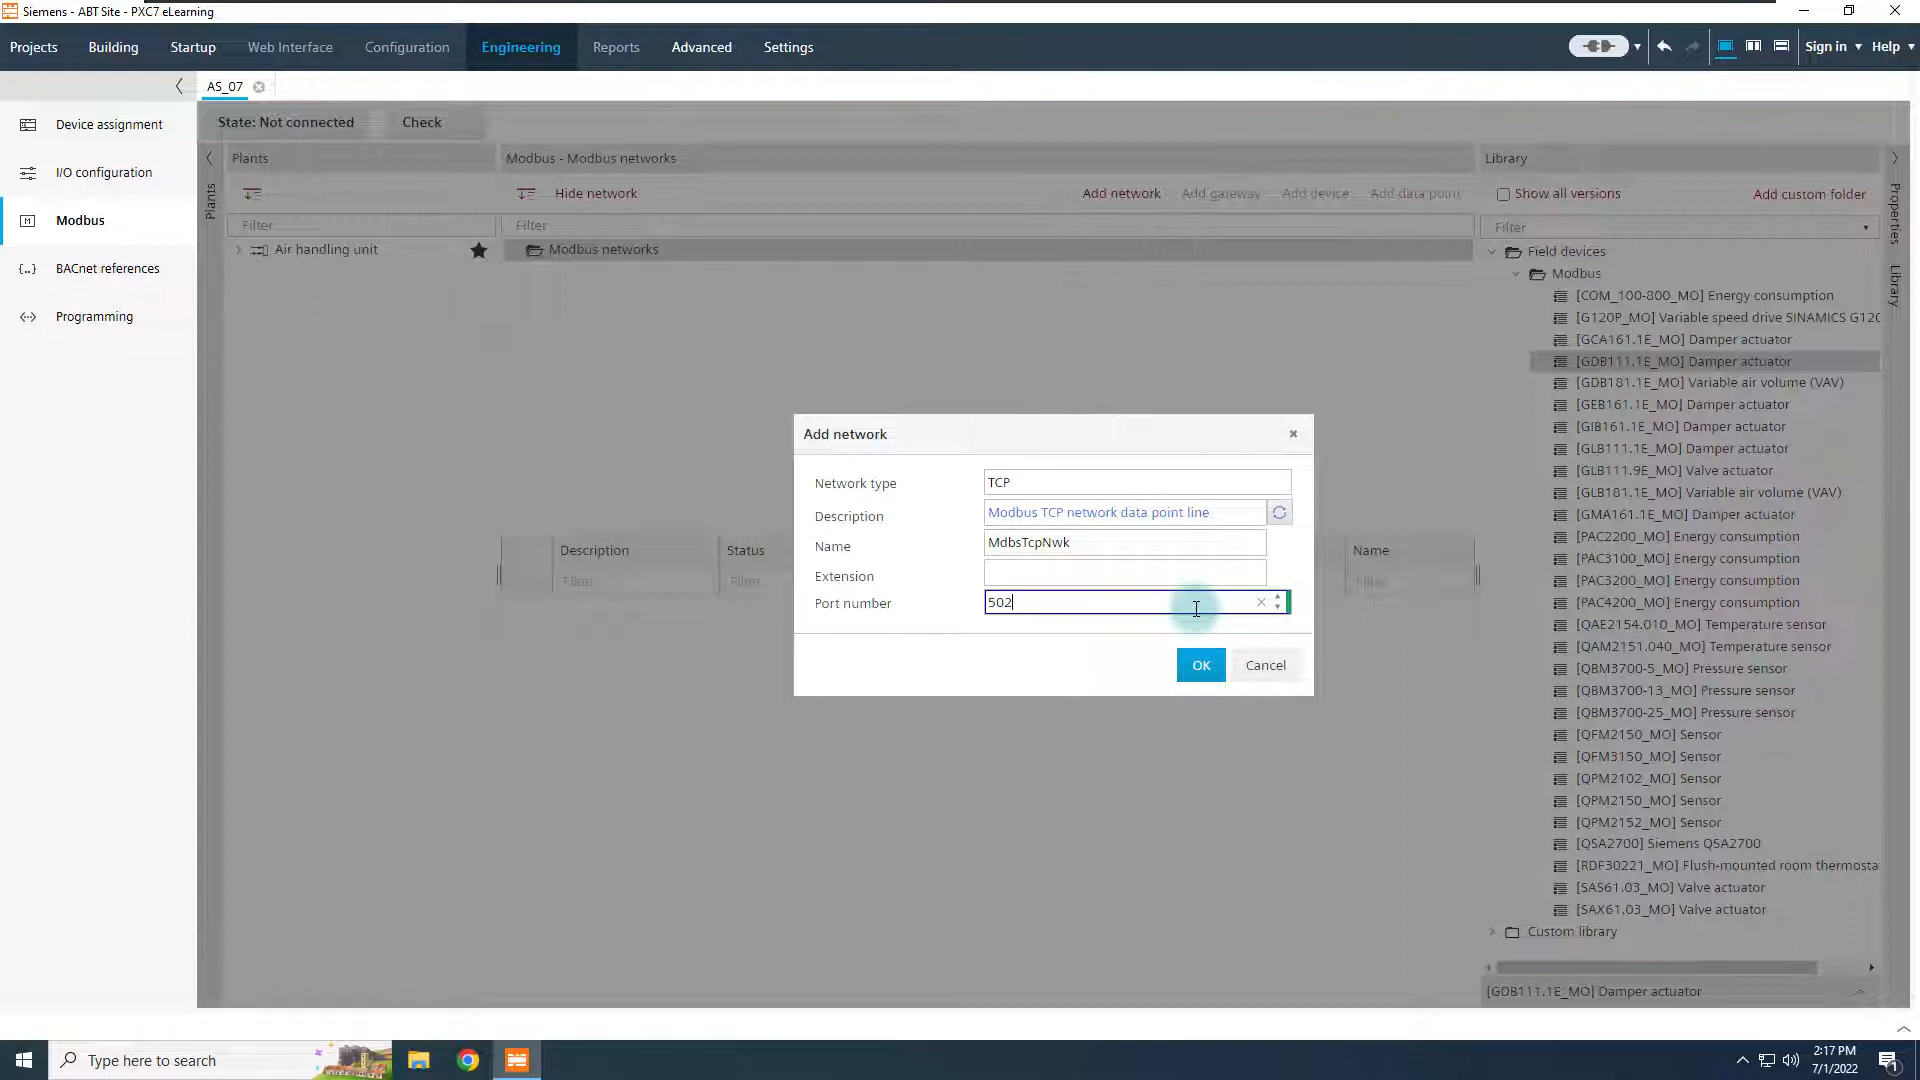 Siemens - ABT Site - PXC7 eLearning
Projects Building Startup Web Interface Configuration Engineering Reports Advanced Settings Sign in Help
AS_07
Device assignment
I/O configuration
Modbus
BACnet references
Programming
State: Not connected Check
Plants
Plants
Filter
Air handling unit
Modbus - Modbus networks
Hide network Add network Add gateway Add device Add data point
Filter
Modbus networks
Description Status Name
Filter Filter Filter
Add network
Network type TCP
Description Modbus TCP network data point line
Name MdbsTcpNwk
Extension
Port number 502
OK Cancel
Library
Show all versions Add custom folder
Filter
Field devices
Modbus
[COM_100-800_MO] Energy consumption
[G120P_MO] Variable speed drive SINAMICS G120
[GCA161.1E_MO] Damper actuator
[GDB111.1E_MO] Damper actuator
[GDB181.1E_MO] Variable air volume (VAV)
[GEB161.1E_MO] Damper actuator
[GIB161.1E_MO] Damper actuator
[GLB111.1E_MO] Damper actuator
[GLB111.9E_MO] Valve actuator
[GLB181.1E_MO] Variable air volume (VAV)
[GMA161.1E_MO] Damper actuator
[PAC2200_MO] Energy consumption
[PAC3100_MO] Energy consumption
[PAC3200_MO] Energy consumption
[PAC4200_MO] Energy consumption
[QAE2154.010_MO] Temperature sensor
[QAM2151.040_MO] Temperature sensor
[QBM3700-5_MO] Pressure sensor
[QBM3700-13_MO] Pressure sensor
[QBM3700-25_MO] Pressure sensor
[QFM2150_MO] Sensor
[QFM3150_MO] Sensor
[QPM2102_MO] Sensor
[QPM2150_MO] Sensor
[QPM2152_MO] Sensor
[QSA2700] Siemens QSA2700
[RDF30221_MO] Flush-mounted room thermosta
[SAS61.03_MO] Valve actuator
[SAX61.03_MO] Valve actuator
Custom library
[GDB111.1E_MO] Damper actuator
Properties
Library
Type here to search
2:17 PM
7/1/2022
1